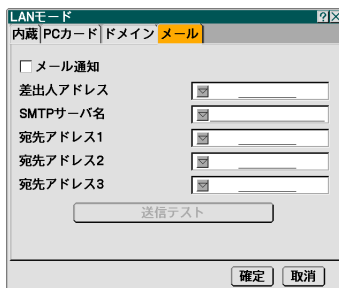 LANモード
内蔵 PCカード ドメイン メール
メール通知
差出人アドレス
SMTPサーバ名
宛先アドレス1
宛先アドレス2
宛先アドレス3
送信テスト
確定 取消